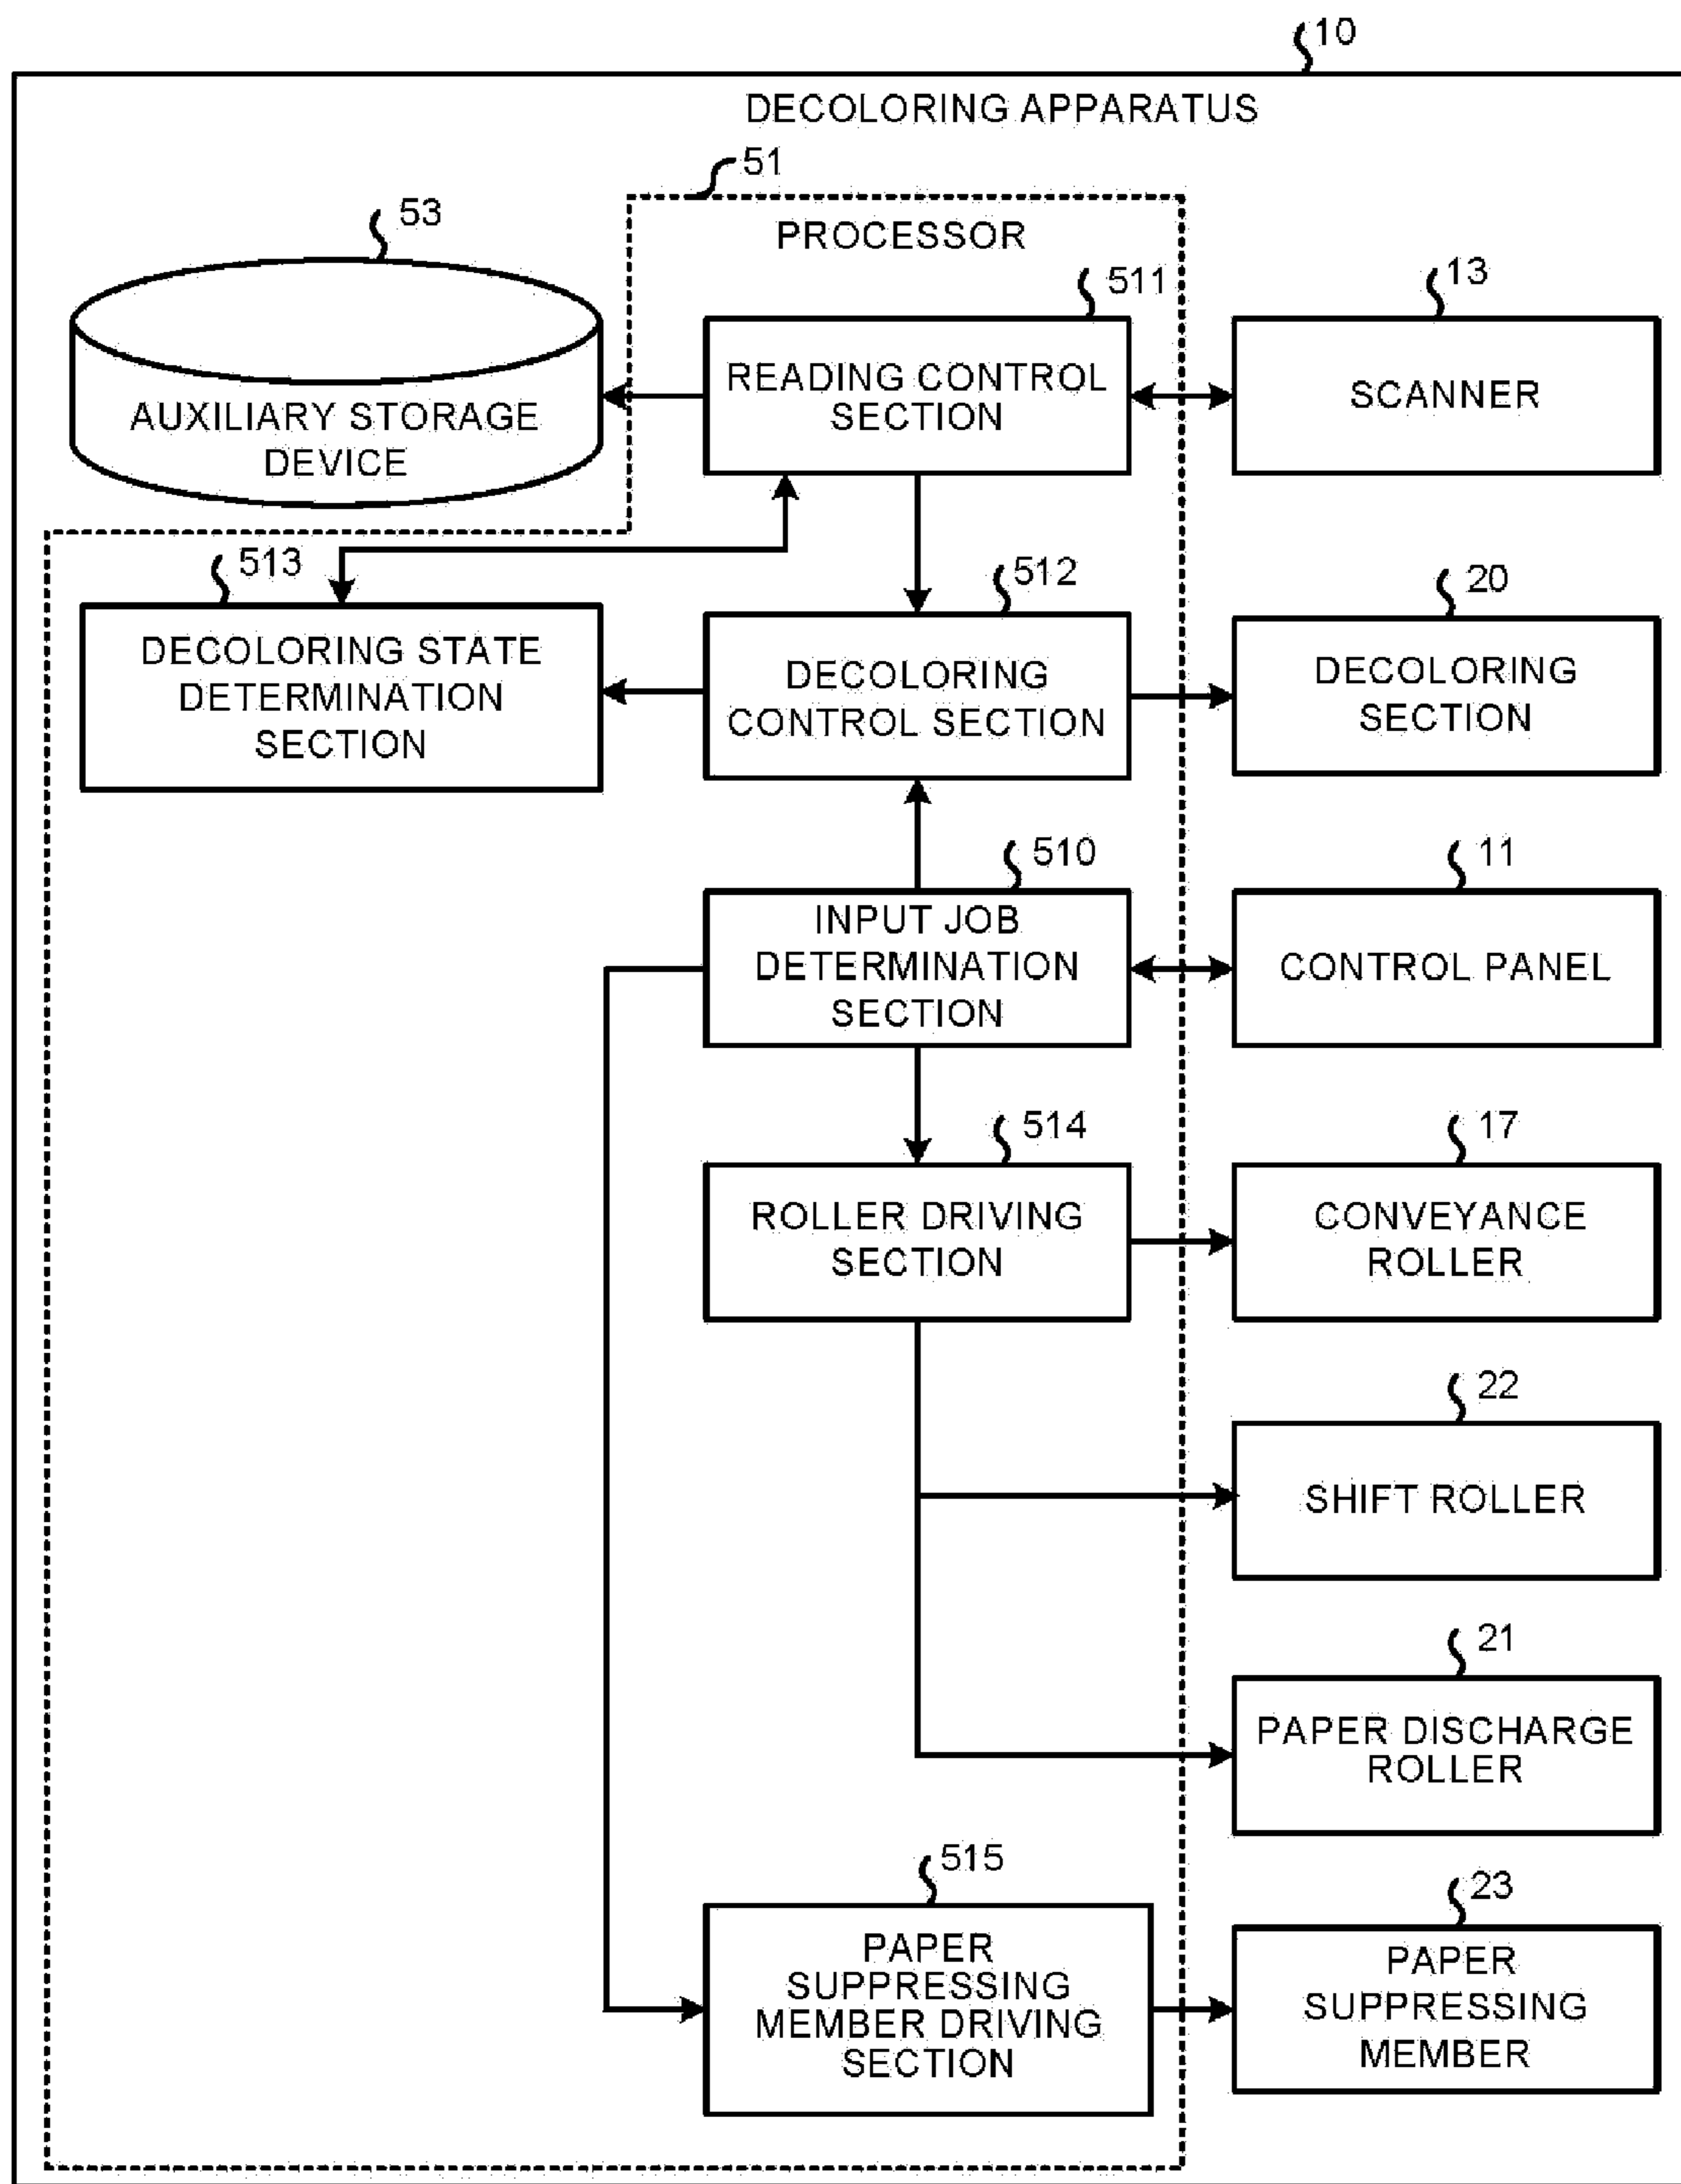 10
DECOLORING APPARATUS
51
PROCESSOR
53
AUXILIARY STORAGE
DEVICE
511
READING CONTROL
SECTION
13
SCANNER
513
DECOLORING STATE
DETERMINATION
SECTION
512
DECOLORING
CONTROL SECTION
20
DECOLORING
SECTION
510
INPUT JOB
DETERMINATION
SECTION
11
CONTROL PANEL
514
ROLLER DRIVING
SECTION
17
CONVEYANCE
ROLLER
22
SHIFT ROLLER
21
PAPER DISCHARGE
ROLLER
515
PAPER
SUPPRESSING
MEMBER DRIVING
SECTION
23
PAPER
SUPPRESSING
MEMBER